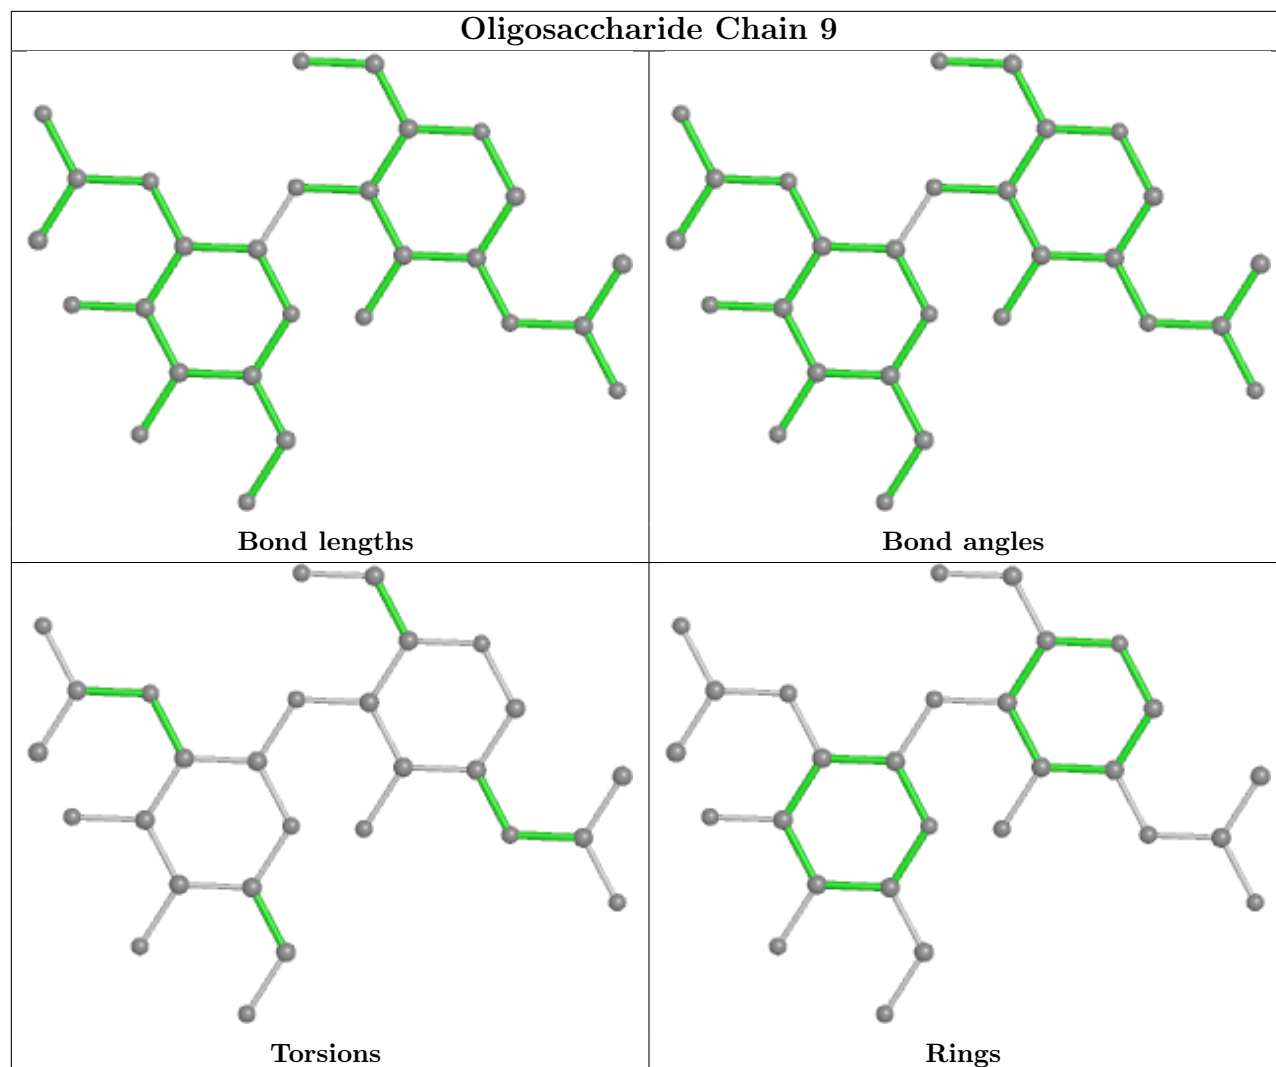 Oligosaccharide Chain 9
Bond lengths
Bond angles
Torsions
Rings